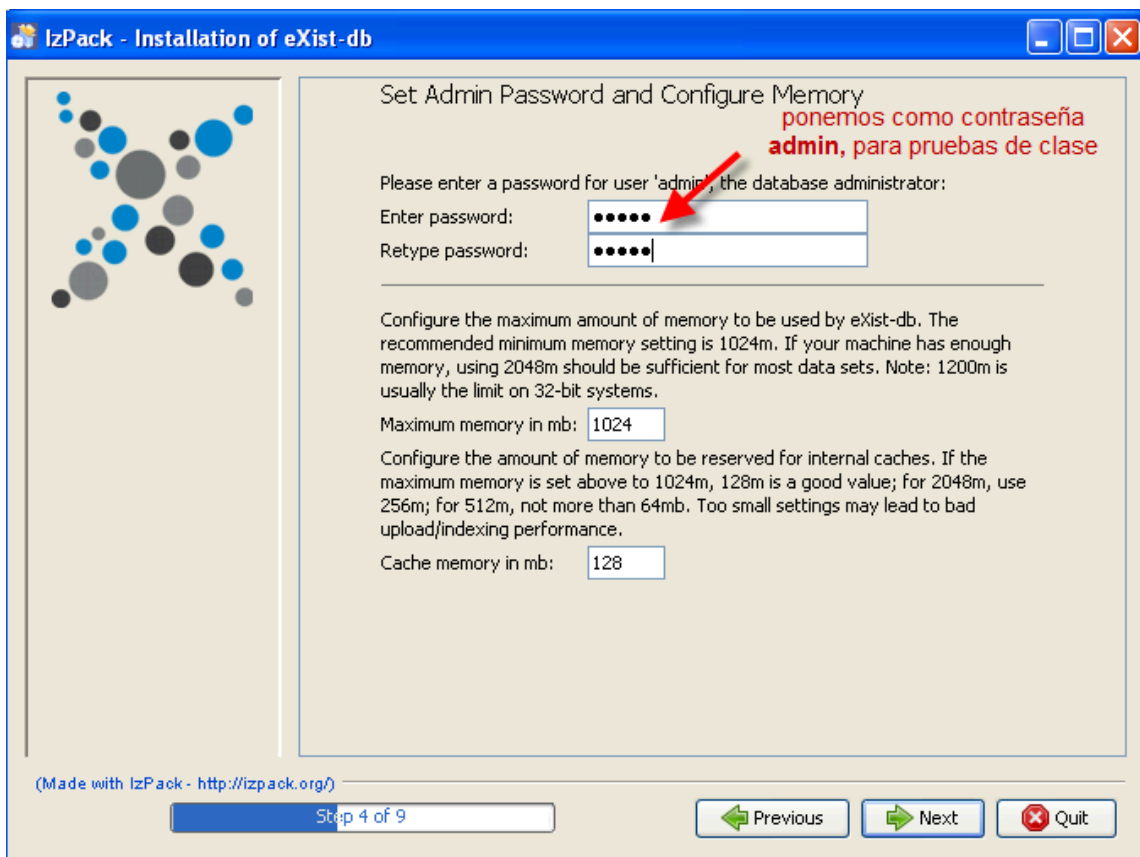 IzPack - Installation of eXist-db
Set Admin Password and Configure Memory
ponemos como contraseña
admin, para pruebas de clase
Please enter a password for user 'admin', the database administrator:
Enter password:
Retype password:
Configure the maximum amount of memory to be used by eXist-db. The
recommended minimum memory setting is 1024m. If your machine has enough
memory, using 2048m should be sufficient for most data sets. Note: 1200m is
usually the limit on 32-bit systems.
Maximum memory in mb: 1024
Configure the amount of memory to be reserved for internal caches. If the
maximum memory is set above to 1024m, 128m is a good value; for 2048m, use
256m; for 512m, not more than 64mb. Too small settings may lead to bad
upload/indexing performance.
Cache memory in mb: 128
(Made with IzPack - http://izpack.org/)
Step 4 of 9
Previous
Next
Quit